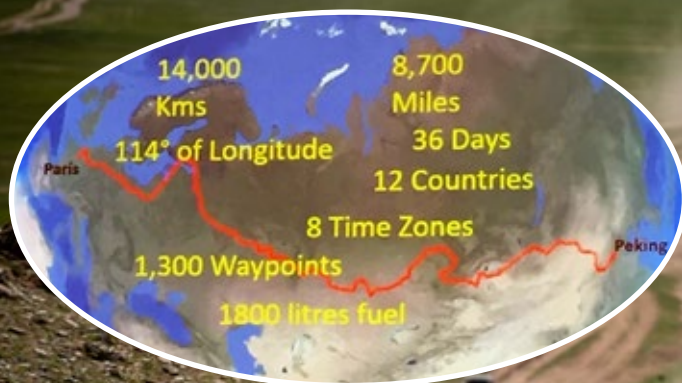 14,000
Kms
8,700
Miles
36 Days
114° of Longitude
Paris
12 Countries
8 Time Zones
Peking
1,300 Waypoints
1800 litres fuel